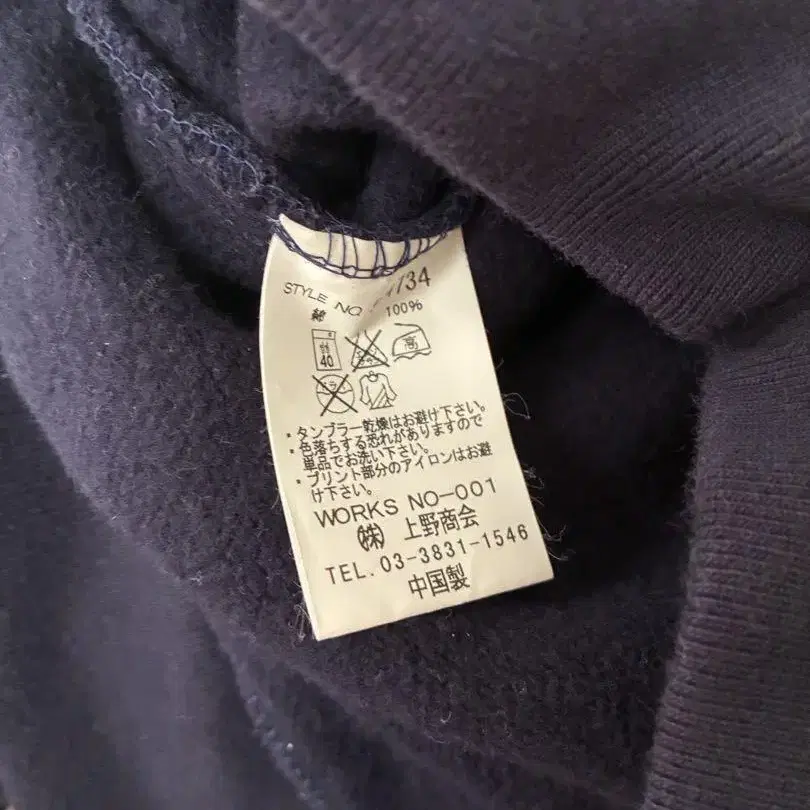 STYLE NO
綿 100%
弱 40 高
・タンブラー乾燥はお避け下さい。
・色落ちする恐れがありますので
単品でお洗い下さい。
・プリント部分のアイロンはお避
け下さい。
WORKS NO-001
㈱ 上野商会
TEL. 03-3831-1546
中国製